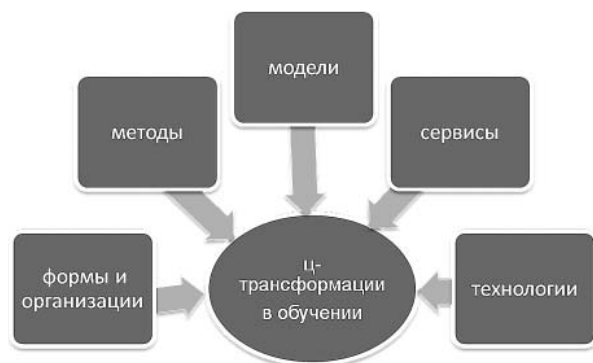 модели
методы
сервисы
формы и
организации
ц-
трансформации
в обучении
технологии